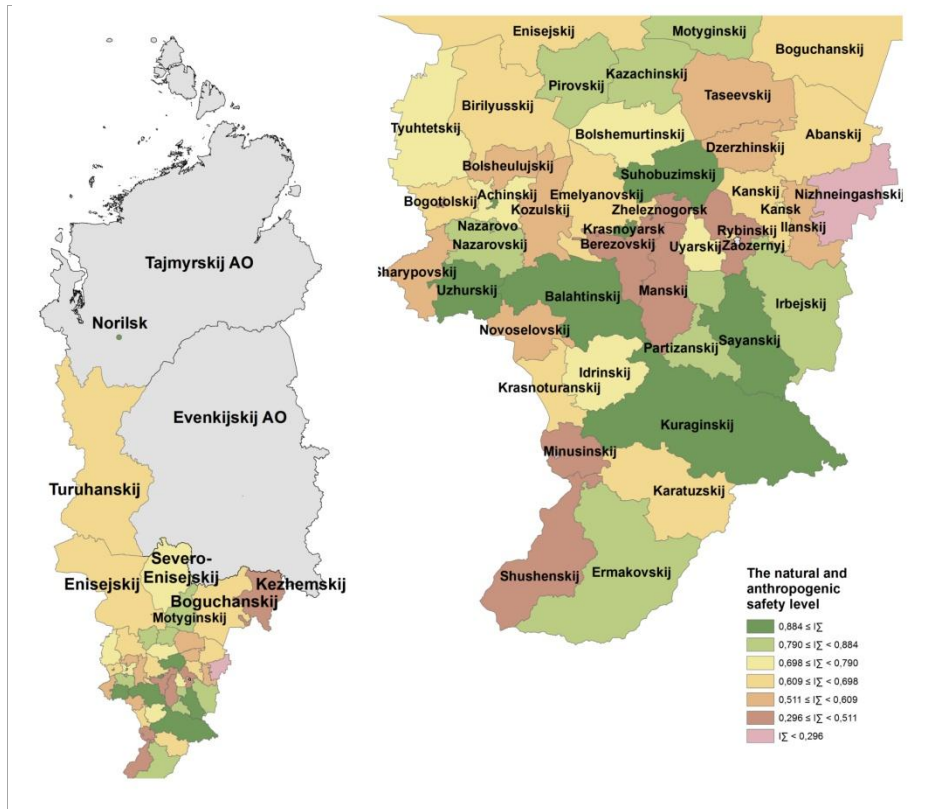 Tajmyrskij AO
Norilsk
Evenkijskij AO
Turuhanskij
Severo-
Enisejskij
Enisejskij
Kezhemskij
Boguchanskij
Motyginskij
Enisejskij
Motyginskij
Boguchanskij
Pirovskij
Kazachinskij
Birilyusskij
Taseevskij
Tyuhtetskij
Bolshemurtinskij
Abanskij
Dzerzhinskij
Bolsheulujskij
Suhobuzimskij
Achinskij
Emelyanovskij
Kanskij
Nizhneingashskij
Bogotolskij
Kozulskij
Zheleznogorsk
Kansk
Nazarovo
Krasnoyarsk
Rybinskij
Ilanskij
Nazarovskij
Berezovskij
Uyarskij
Zaozernyj
Sharypovskij
Uzhurskij
Balahtinskij
Manskij
Irbejskij
Novoselovskij
Partizanskij
Sayanskij
Idrinskij
Krasnoturanskij
Kuraginskij
Minusinskij
Karatuzskij
Shushenskij
Ermakovskij
The natural and
anthropogenic
safety level
0,884 ≤ I∑
0,790 ≤ I∑ < 0,884
0,698 ≤ I∑ < 0,790
0,609 ≤ I∑ < 0,698
0,511 ≤ I∑ < 0,609
0,296 ≤ I∑ < 0,511
I∑ < 0,296